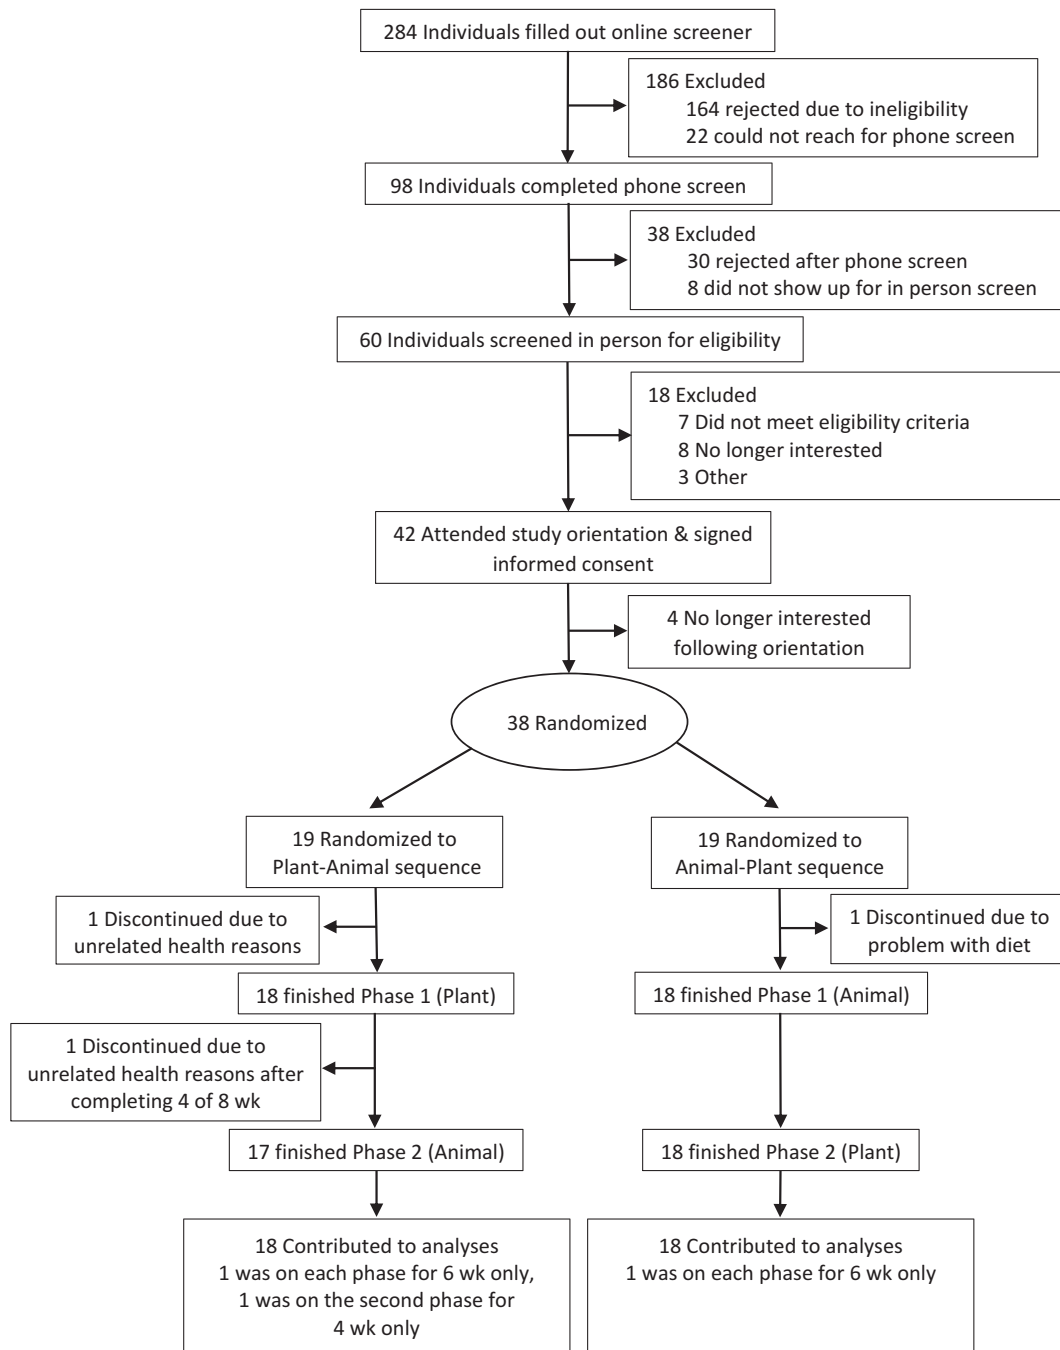 284 Individuals filled out online screener
186 Excluded
164 rejected due to ineligibility
22 could not reach for phone screen
98 Individuals completed phone screen
38 Excluded
30 rejected after phone screen
8 did not show up for in person screen
60 Individuals screened in person for eligibility
18 Excluded
7 Did not meet eligibility criteria
8 No longer interested
3 Other
42 Attended study orientation & signed
informed consent
4 No longer interested
following orientation
38 Randomized
19 Randomized to
Plant-Animal sequence
19 Randomized to
Animal-Plant sequence
1 Discontinued due to
unrelated health reasons
1 Discontinued due to
problem with diet
18 finished Phase 1 (Plant)
18 finished Phase 1 (Animal)
1 Discontinued due to
unrelated health reasons after
completing 4 of 8 wk
17 finished Phase 2 (Animal)
18 finished Phase 2 (Plant)
18 Contributed to analyses
1 was on each phase for 6 wk only,
1 was on the second phase for
4 wk only
18 Contributed to analyses
1 was on each phase for 6 wk only